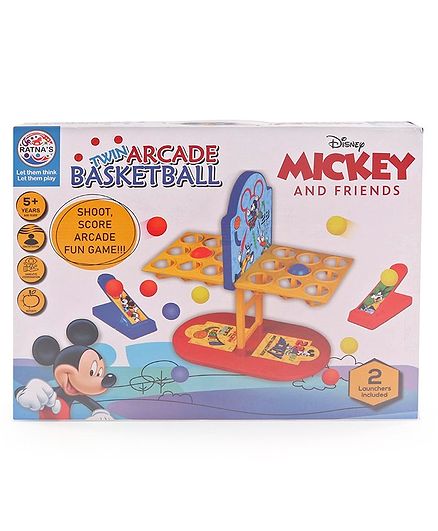 RATNA'S
Let them think
Let them play
TWIN ARCADE
BASKETBALL
Disney
MICKEY
AND FRIENDS
5+
YEARS
SHOOT,
SCORE
ARCADE
FUN GAME!!!
2
Launchers
included